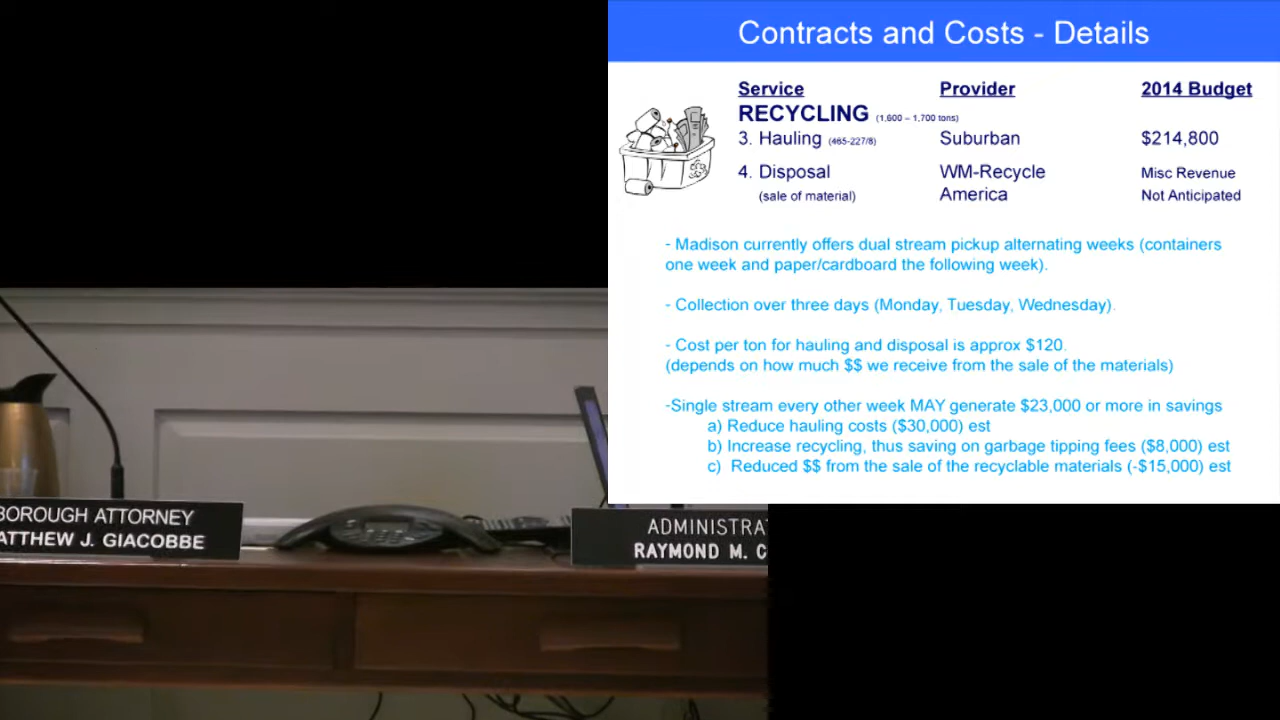 Contracts and Costs - Details
Service Provider 2014 Budget
RECYCLING (1,600 – 1,700 tons)
3. Hauling (465-227/8) Suburban $214,800
4. Disposal WM-Recycle Misc Revenue
(sale of material) America Not Anticipated
- Madison currently offers dual stream pickup alternating weeks (containers
one week and paper/cardboard the following week).
- Collection over three days (Monday, Tuesday, Wednesday).
- Cost per ton for hauling and disposal is approx $120.
(depends on how much $$ we receive from the sale of the materials)
-Single stream every other week MAY generate $23,000 or more in savings
a) Reduce hauling costs ($30,000) est
b) Increase recycling, thus saving on garbage tipping fees ($8,000) est
c) Reduced $$ from the sale of the recyclable materials (-$15,000) est
BOROUGH ATTORNEY
ATTHEW J. GIACOBBE
ADMINISTRAT
RAYMOND M. C